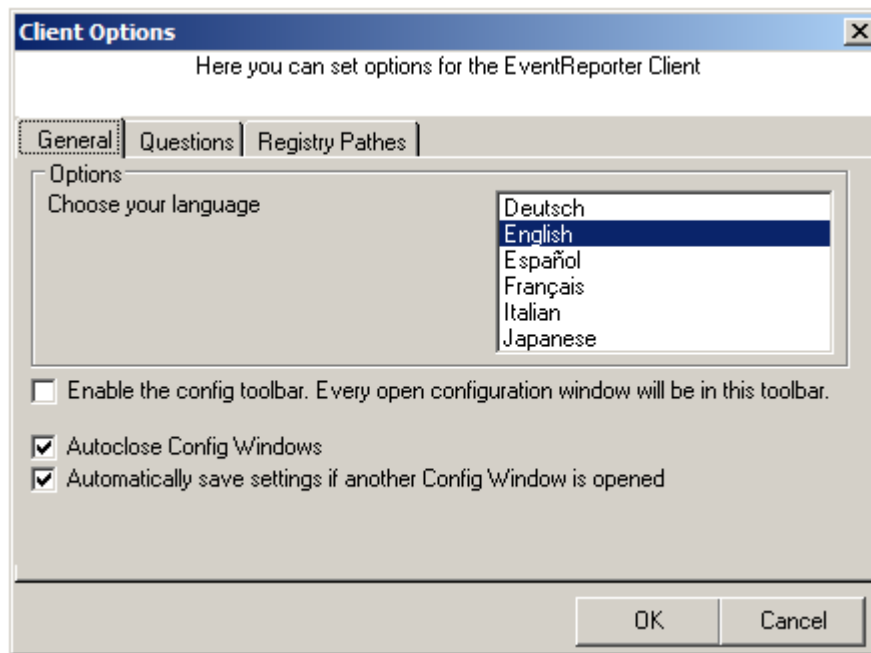 Client Options
Here you can set options for the EventReporter Client
General Questions Registry Pathes
Options
Choose your language
Deutsch
English
Español
Français
Italian
Japanese
Enable the config toolbar. Every open configuration window will be in this toolbar.
Autoclose Config Windows
Automatically save settings if another Config Window is opened
OK Cancel